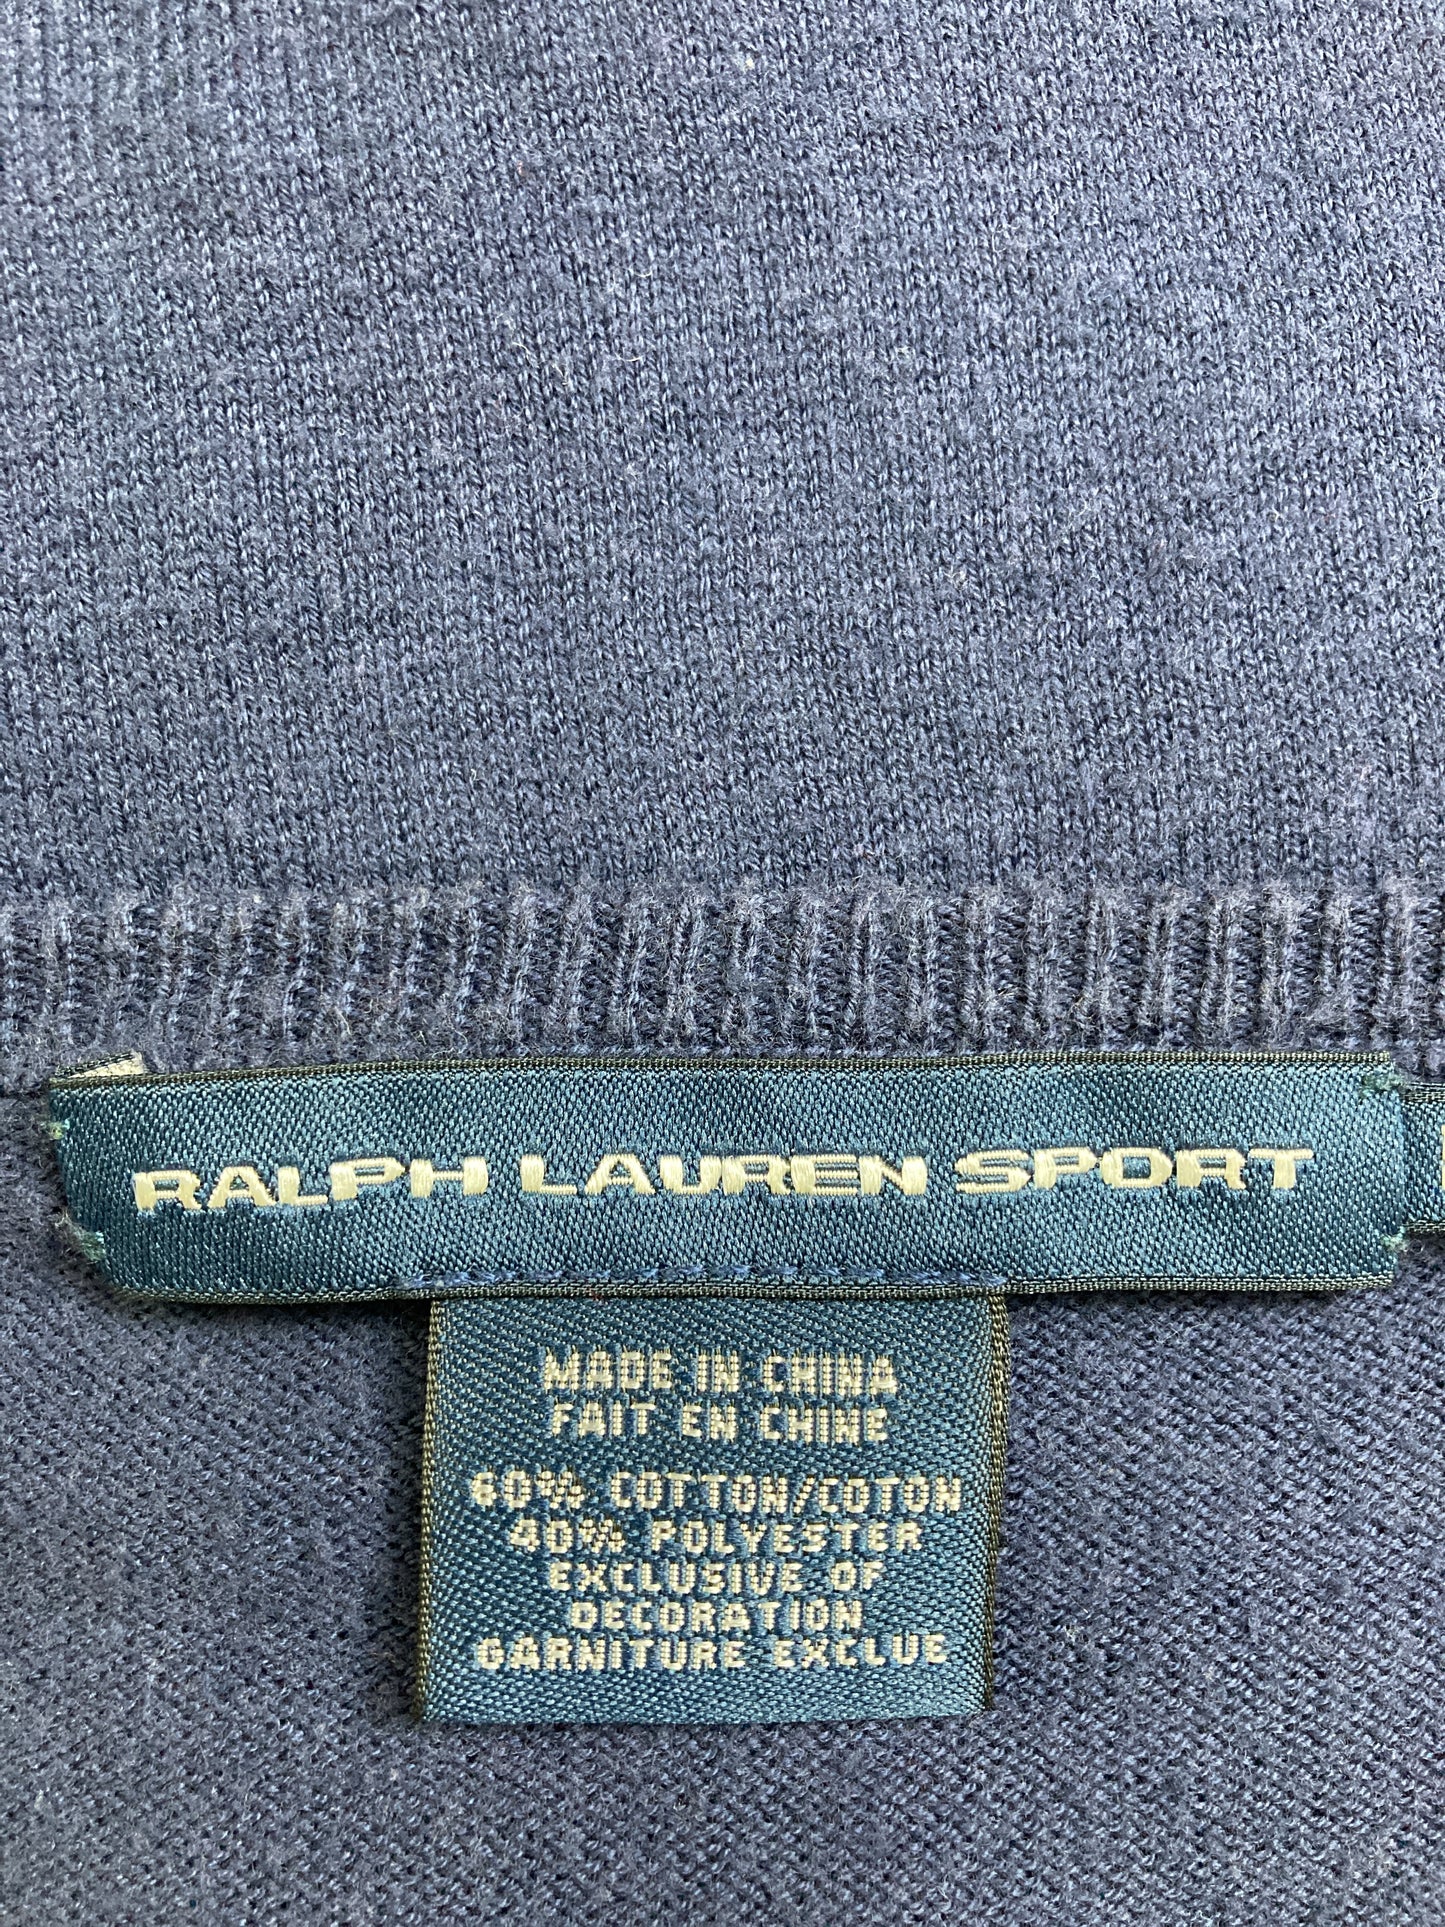 RALPH LAUREN SPORT
MADE IN CHINA
FAIT EN CHINE
60% COTTON/COTON
40% POLYESTER
EXCLUSIVE OF
DECORATION
GARNITURE EXCLUE